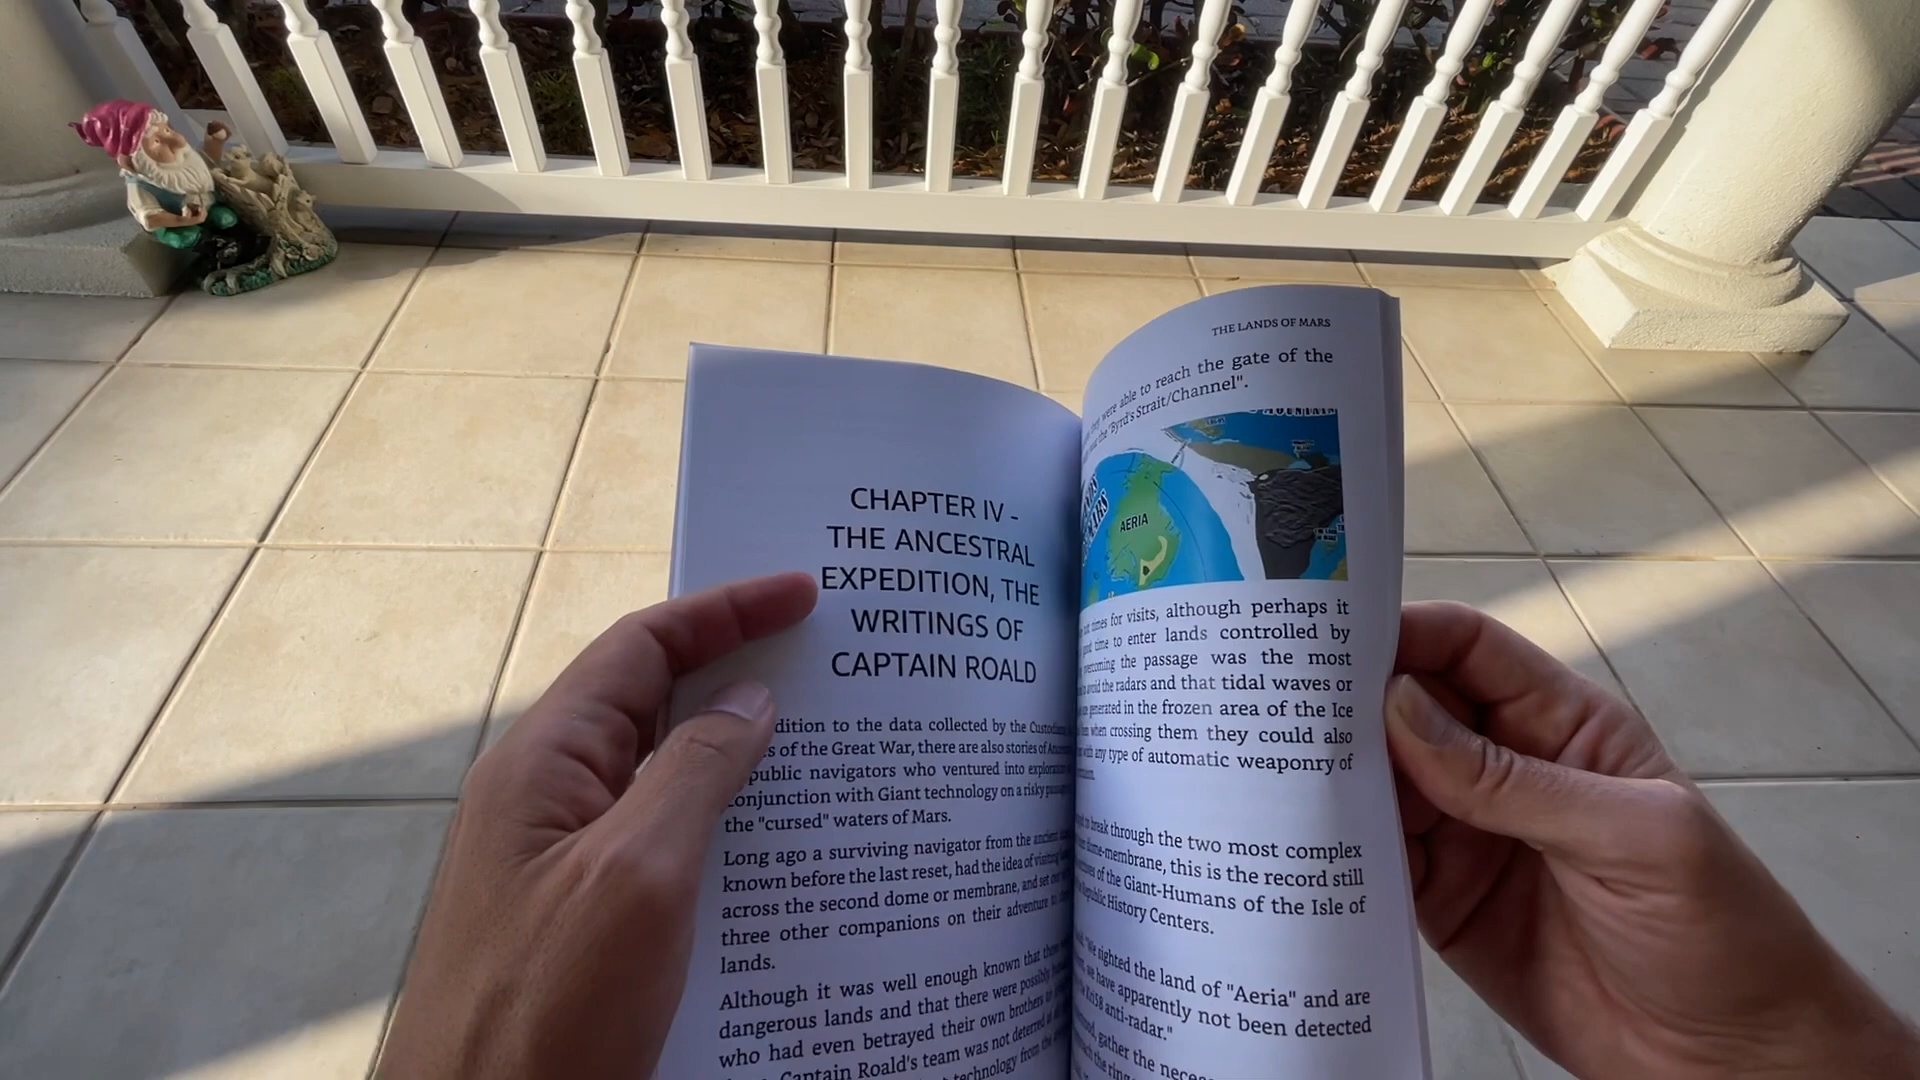 CHAPTER IV -
THE ANCESTRAL
EXPEDITION, THE
WRITINGS OF
CAPTAIN ROALD
dition to the data collected by the
s of the Great War, there are also stories of
public navigators who ventured into
conjunction with Giant technology on a risky
the "cursed" waters of Mars.
Long ago a surviving navigator from the ancient
known before the last reset, had the idea of visiting
across the second dome or membrane, and set
three other companions on their adventure
lands.
Although it was well enough known that
dangerous lands and that there were possibly
who had even betrayed their own brothers
Captain Roald's team was not deterred
technology from the
THE LANDS OF MARS
they were able to reach the gate of the
the "Byrd's Strait/Channel".
AERIA
times for visits, although perhaps it
good time to enter lands controlled by
overcoming the passage was the most
avoid the radars and that tidal waves or
generated in the frozen area of the Ice
when crossing them they could also
with any type of automatic weaponry of
to break through the two most complex
dome-membrane, this is the record still
of the Giant-Humans of the Isle of
Republic History Centers.
"We sighted the land of "Aeria" and are
we have apparently not been detected
anti-radar."
gather the
the